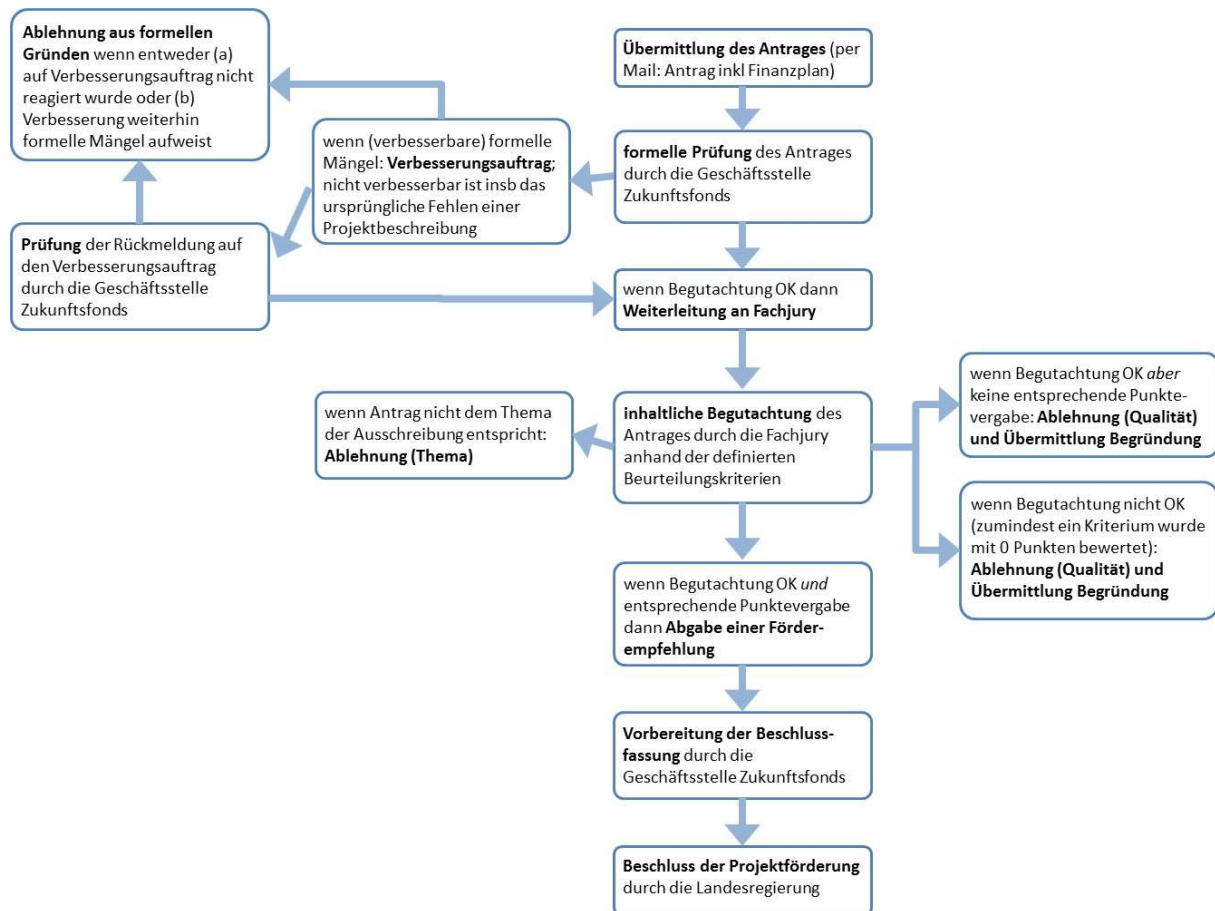 Ablehnung aus formellen
Gründen wenn entweder (a)
auf Verbesserungsauftrag nicht
reagiert wurde oder (b)
Verbesserung weiterhin
formelle Mängel aufweist
Übermittlung des Antrages (per
Mail: Antrag inkl Finanzplan)
wenn (verbesserbare) formelle
Mängel: Verbesserungsauftrag;
nicht verbesserbar ist insb das
ursprüngliche Fehlen einer
Projektbeschreibung
formelle Prüfung des Antrages
durch die Geschäftsstelle
Zukunftsfonds
Prüfung der Rückmeldung auf
den Verbesserungsauftrag
durch die Geschäftsstelle
Zukunftsfonds
wenn Begutachtung OK dann
Weiterleitung an Fachjury
wenn Antrag nicht dem Thema
der Ausschreibung entspricht:
Ablehnung (Thema)
inhaltliche Begutachtung des
Antrages durch die Fachjury
anhand der definierten
Beurteilungskriterien
wenn Begutachtung OK aber
keine entsprechende Punkte-
vergabe: Ablehnung (Qualität)
und Übermittlung Begründung
wenn Begutachtung nicht OK
(zumindest ein Kriterium wurde
mit 0 Punkten bewertet):
Ablehnung (Qualität) und
Übermittlung Begründung
wenn Begutachtung OK und
entsprechende Punktevergabe
dann Abgabe einer Förder-
empfehlung
Vorbereitung der Beschluss-
fassung durch die
Geschäftsstelle Zukunftsfonds
Beschluss der Projektförderung
durch die Landesregierung